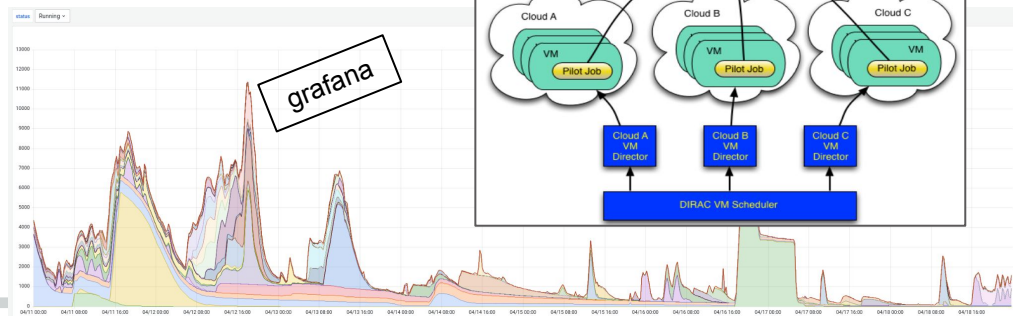 status Running
grafana
13000
12000
11000
10000
9000
8000
7000
6000
5000
4000
3000
2000
1000
0
04/11 00:00 04/11 08:00 04/11 16:00 04/12 00:00 04/12 08:00 04/12 16:00 04/13 00:00 04/13 08:00 04/13 16:00 04/14 00:00 04/14 08:00 04/14 16:00 04/15 00:00 04/15 08:00 04/15 16:00 04/16 00:00 04/16 08:00 04/16 16:00 04/17 00:00 04/17 08:00 04/17 16:00 04/18 00:00 04/18 08:00 04/18 16:00
Cloud A Cloud B Cloud C
VM VM VM
Pilot Job Pilot Job Pilot Job
Cloud A Cloud B Cloud C
VM VM VM
Director Director Director
DIRAC VM Scheduler